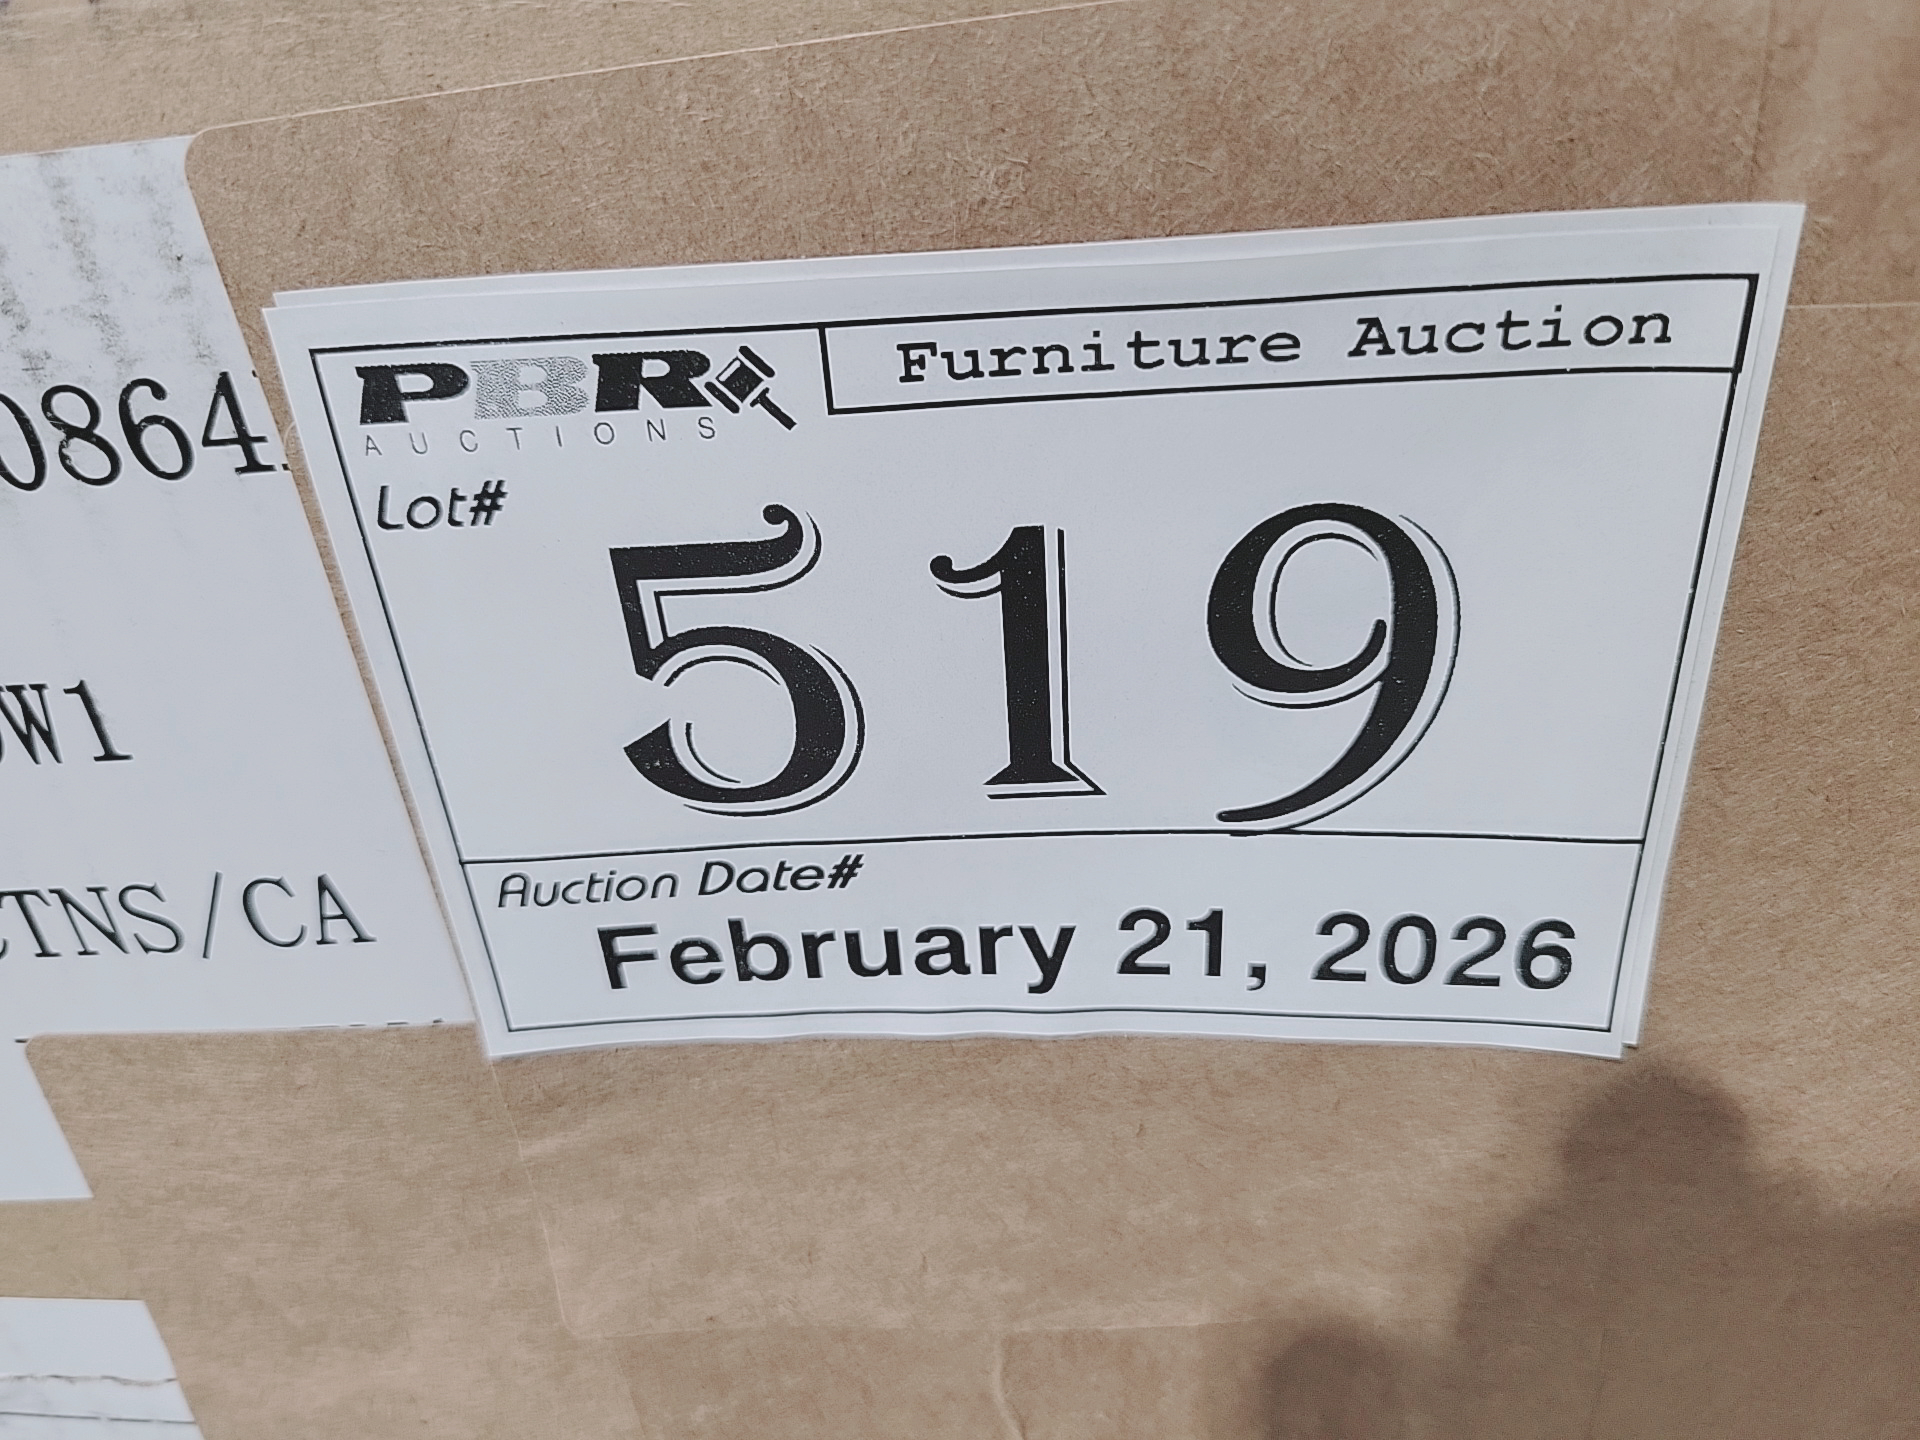 PBR
AUCTIONS
Furniture Auction
Lot#
519
Auction Date#
February 21, 2026
0864
W1
CTNS/CA